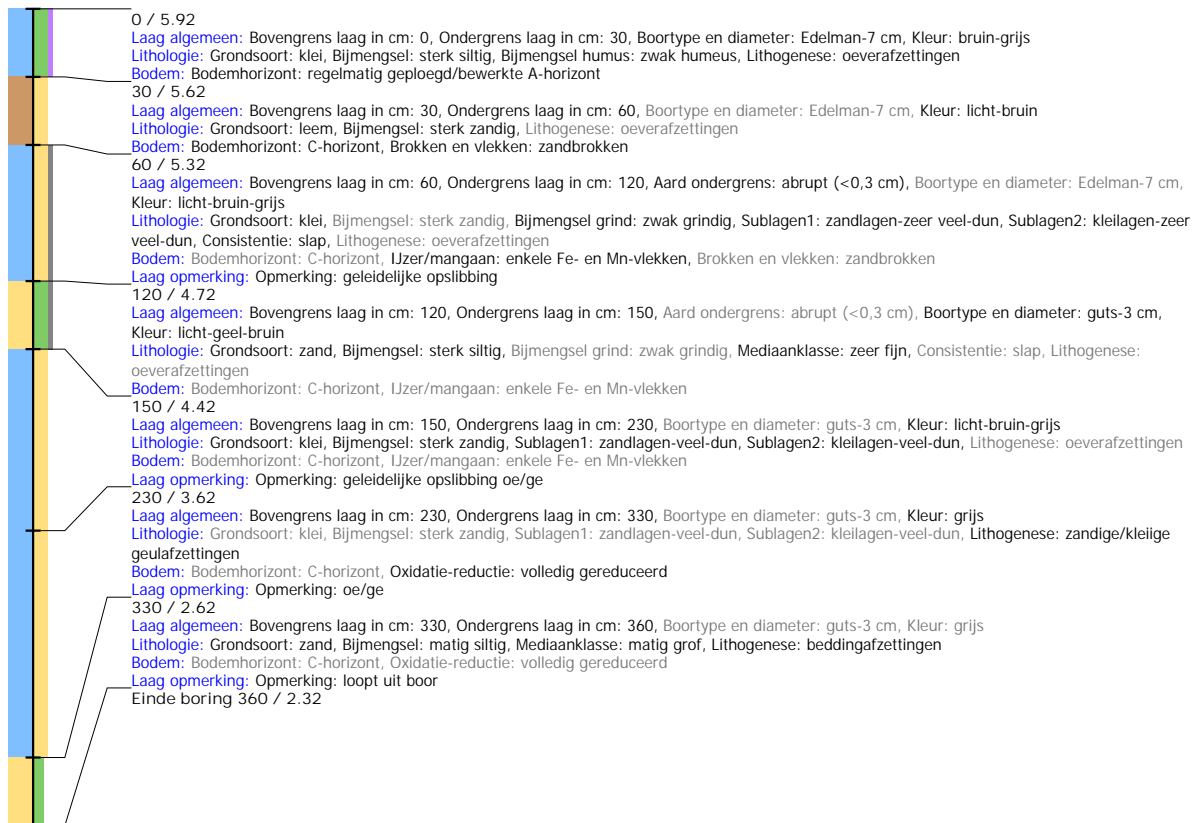 0 / 5.92
Laag algemeen: Bovengrens laag in cm: 0, Ondergrens laag in cm: 30, Boortype en diameter: Edelman-7 cm, Kleur: bruin-grijs
Lithologie: Grondsoort: klei, Bijmengsel: sterk siltig, Bijmengsel humus: zwak humeus, Lithogenese: oeverafzettingen
Bodem: Bodemhorizont: regelmatig geploegd/bewerkte A-horizont
30 / 5.62
Laag algemeen: Bovengrens laag in cm: 30, Ondergrens laag in cm: 60, Boortype en diameter: Edelman-7 cm, Kleur: licht-bruin
Lithologie: Grondsoort: leem, Bijmengsel: sterk zandig, Lithogenese: oeverafzettingen
Bodem: Bodemhorizont: C-horizont, Brokken en vlekken: zandbrokken
60 / 5.32
Laag algemeen: Bovengrens laag in cm: 60, Ondergrens laag in cm: 120, Aard ondergrens: abrupt (<0,3 cm), Boortype en diameter: Edelman-7 cm,
Kleur: licht-bruin-grijs
Lithologie: Grondsoort: klei, Bijmengsel: sterk zandig, Bijmengsel grind: zwak grindig, Sublagen1: zandlagen-zeer veel-dun, Sublagen2: kleilagen-zeer
veel-dun, Consistentie: slap, Lithogenese: oeverafzettingen
Bodem: Bodemhorizont: C-horizont, IJzer/mangaan: enkele Fe- en Mn-vlekken, Brokken en vlekken: zandbrokken
Laag opmerking: Opmerking: geleidelijke opslibbing
120 / 4.72
Laag algemeen: Bovengrens laag in cm: 120, Ondergrens laag in cm: 150, Aard ondergrens: abrupt (<0,3 cm), Boortype en diameter: guts-3 cm,
Kleur: licht-geel-bruin
Lithologie: Grondsoort: zand, Bijmengsel: sterk siltig, Bijmengsel grind: zwak grindig, Mediaanklasse: zeer fijn, Consistentie: slap, Lithogenese:
oeverafzettingen
Bodem: Bodemhorizont: C-horizont, IJzer/mangaan: enkele Fe- en Mn-vlekken
150 / 4.42
Laag algemeen: Bovengrens laag in cm: 150, Ondergrens laag in cm: 230, Boortype en diameter: guts-3 cm, Kleur: licht-bruin-grijs
Lithologie: Grondsoort: klei, Bijmengsel: sterk zandig, Sublagen1: zandlagen-veel-dun, Sublagen2: kleilagen-veel-dun, Lithogenese: oeverafzettingen
Bodem: Bodemhorizont: C-horizont, IJzer/mangaan: enkele Fe- en Mn-vlekken
Laag opmerking: Opmerking: geleidelijke opslibbing oe/ge
230 / 3.62
Laag algemeen: Bovengrens laag in cm: 230, Ondergrens laag in cm: 330, Boortype en diameter: guts-3 cm, Kleur: grijs
Lithologie: Grondsoort: klei, Bijmengsel: sterk zandig, Sublagen1: zandlagen-veel-dun, Sublagen2: kleilagen-veel-dun, Lithogenese: zandige/kleiige
geulafzettingen
Bodem: Bodemhorizont: C-horizont, Oxidatie-reductie: volledig gereduceerd
Laag opmerking: Opmerking: oe/ge
330 / 2.62
Laag algemeen: Bovengrens laag in cm: 330, Ondergrens laag in cm: 360, Boortype en diameter: guts-3 cm, Kleur: grijs
Lithologie: Grondsoort: zand, Bijmengsel: matig siltig, Mediaanklasse: matig grof, Lithogenese: beddingafzettingen
Bodem: Bodemhorizont: C-horizont, Oxidatie-reductie: volledig gereduceerd
Laag opmerking: Opmerking: loopt uit boor
Einde boring 360 / 2.32